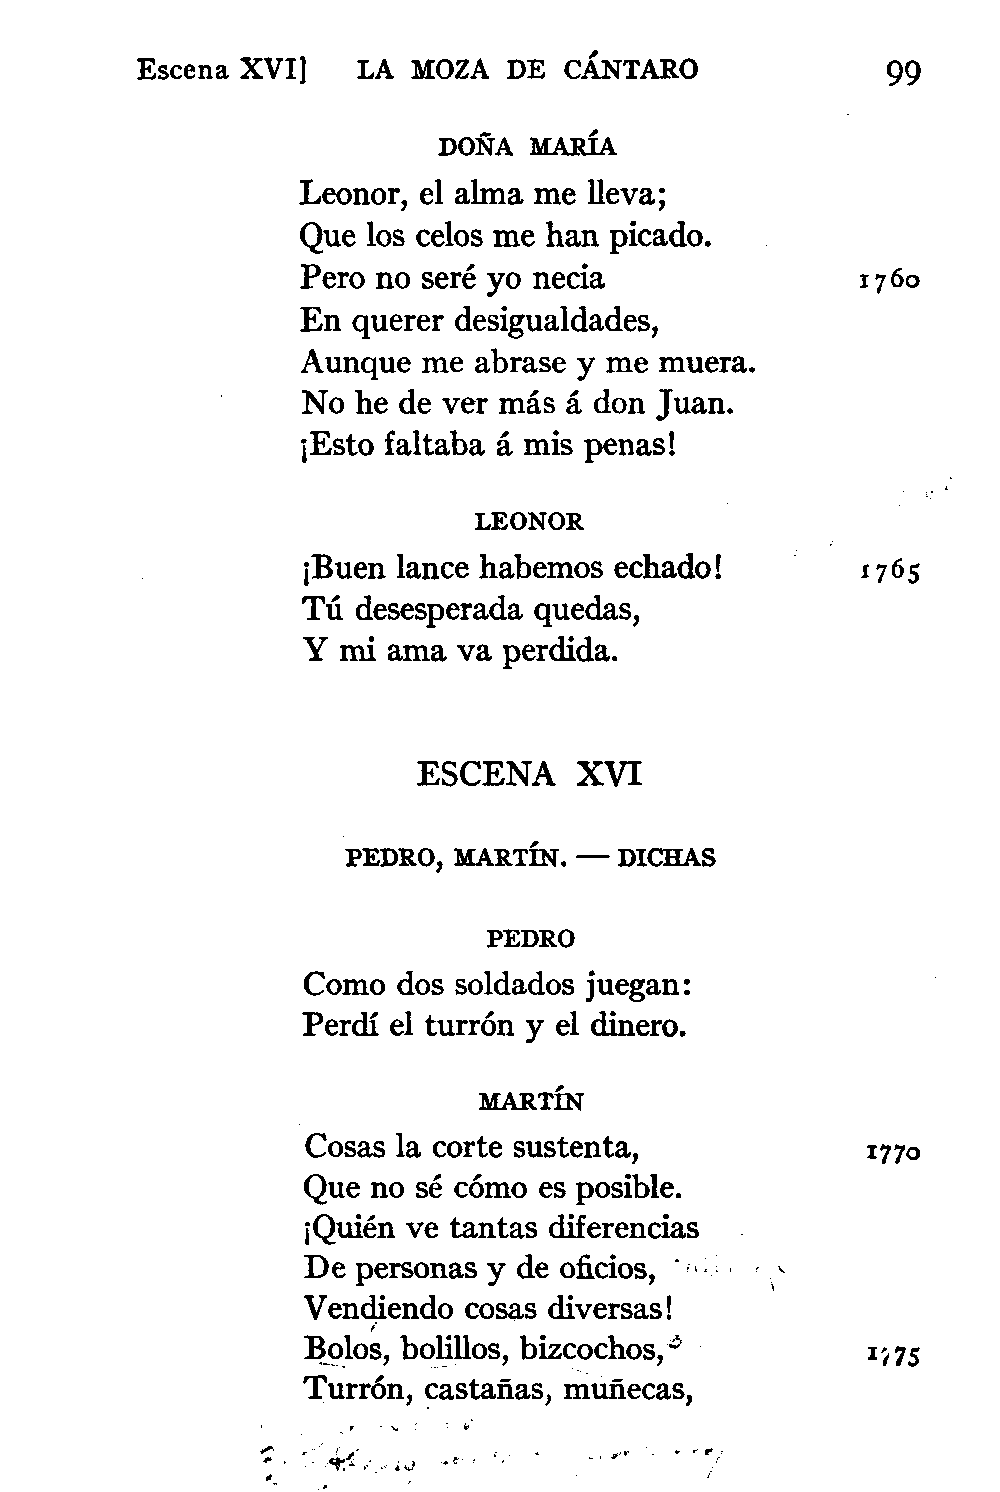 Escena XVI] LA MOZA DE CÁNTARO 99
DOÑA MARÍA
Leonor, el alma me lleva;
Que los celos me han picado.
Pero no seré yo necia 1760
En querer desigualdades,
Aunque me abrase y me muera.
No he de ver más á don Juan.
¡Esto faltaba á mis penas!
LEONOR
¡Buen lance habemos echado! 1765
Tú desesperada quedas,
Y mi ama va perdida.
ESCENA XVI
PEDRO, MARTÍN. — DICHAS
PEDRO
Como dos soldados juegan:
Perdí el turrón y el dinero.
MARTÍN
Cosas la corte sustenta, 1770
Que no sé cómo es posible.
¡Quién ve tantas diferencias
De personas y de oficios,
Vendiendo cosas diversas!
Bolos, bolillos, bizcochos, 1775
Turrón, castañas, muñecas,